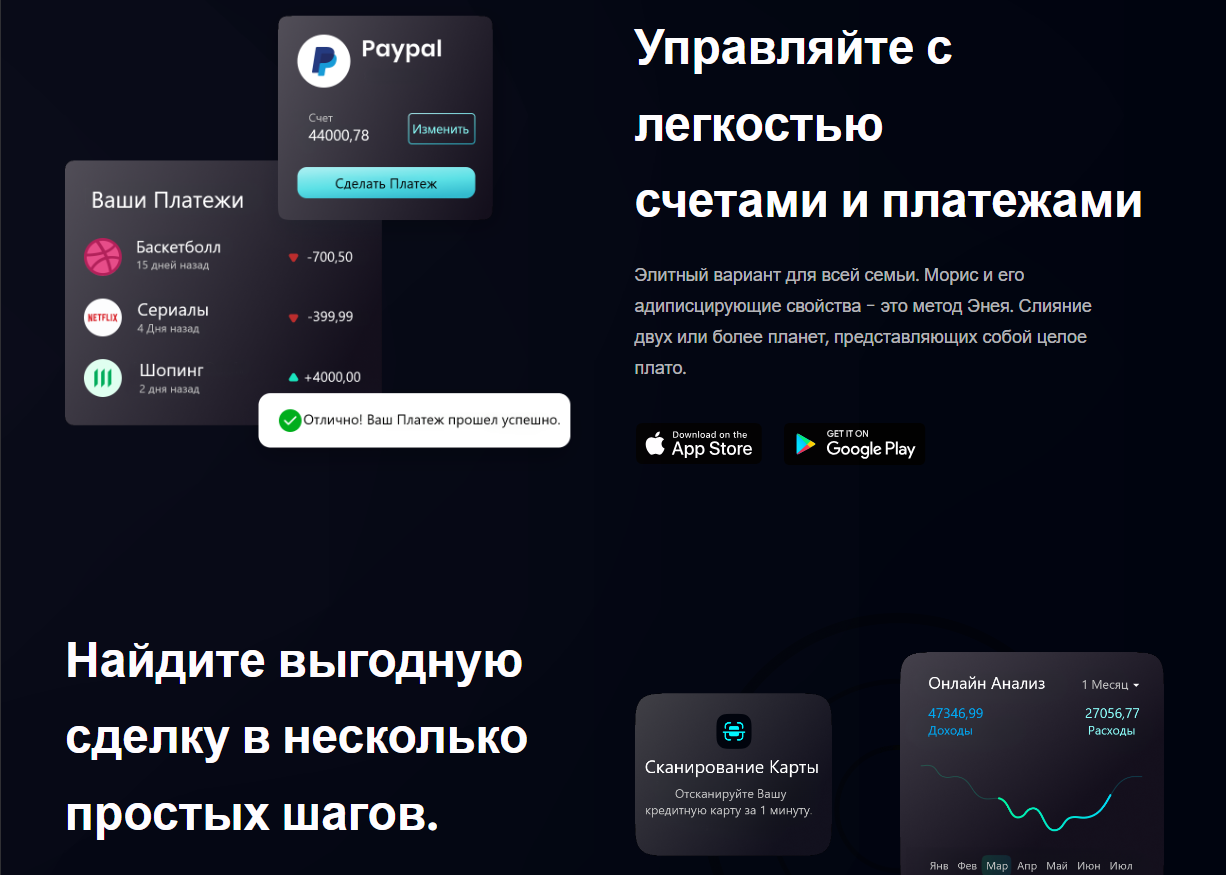 Paypal
Счет
44000,78
Изменить
Сделать Платеж
Ваши Платежи
Баскетболл
15 дней назад
-700,50
NETFLIX
Сериалы
4 Дня назад
-399,99
Шопинг
2 дня назад
+4000,00
Отлично! Ваш Платеж прошел успешно.
Управляйте с
легкостью
счетами и платежами
Элитный вариант для всей семьи. Морис и его
адиписцирующие свойства – это метод Энея. Слияние
двух или более планет, представляющих собой целое
плато.
Download on the
App Store
GET IT ON
Google Play
Найдите выгодную
сделку в несколько
простых шагов.
Сканирование Карты
Отсканируйте Вашу
кредитную карту за 1 минуту.
Онлайн Анализ
1 Месяц
47346,99
Доходы
27056,77
Расходы
Янв Фев Мар Апр Май Июн Июл